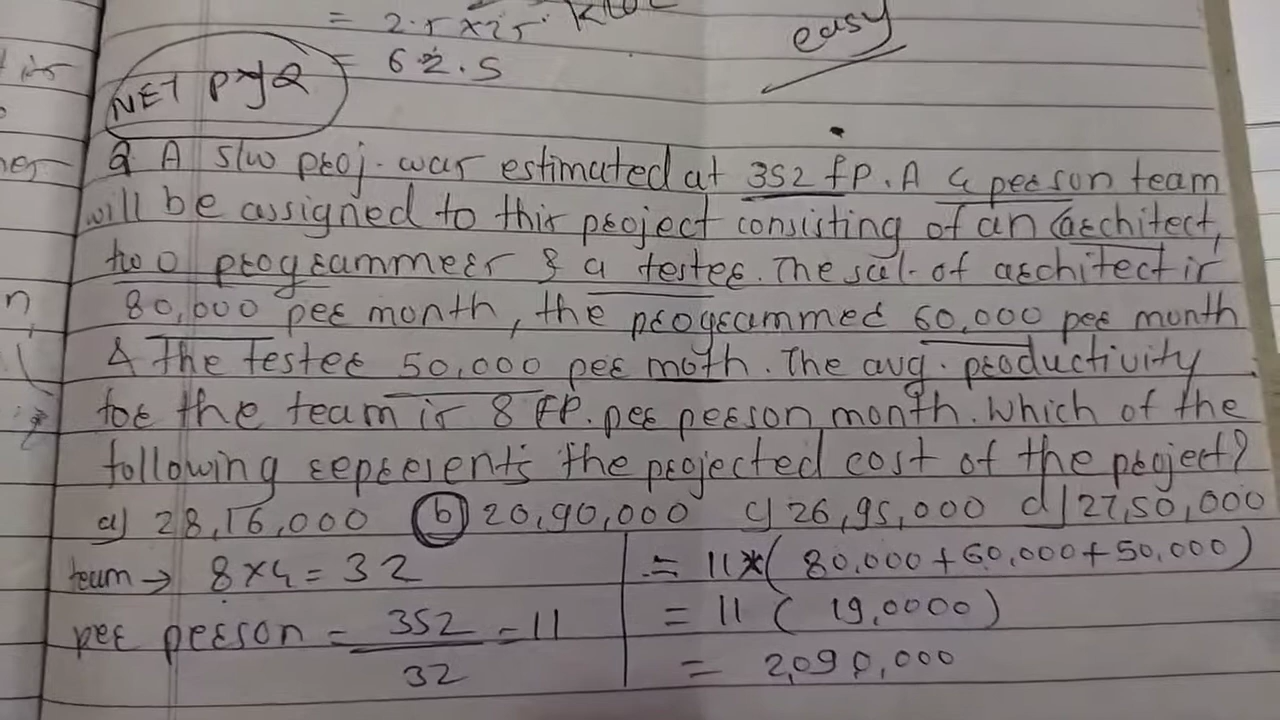 = 2.5 x 25.
= 62.5
easy
NET pyQ
Q A s/w proj. was estimated at 352 fP. A 4 person team
will be assigned to this project consisting of an architect,
two programmer & a tester. The sal. of architect is
80,000 per month, the programmer 60,000 per month
& the tester 50,000 per moth. The avg. productivity
for the team is 8 FP. per person month. Which of the
following represents the projected cost of the project?
a) 28,16,000 b) 20,90,000 c) 26,95,000 d) 27,50,000
team → 8 x 4 = 32
per person = 352/32 = 11
= 11 * (80,000 + 60,000 + 50,000)
= 11 ( 19,0000 )
= 2,090,000